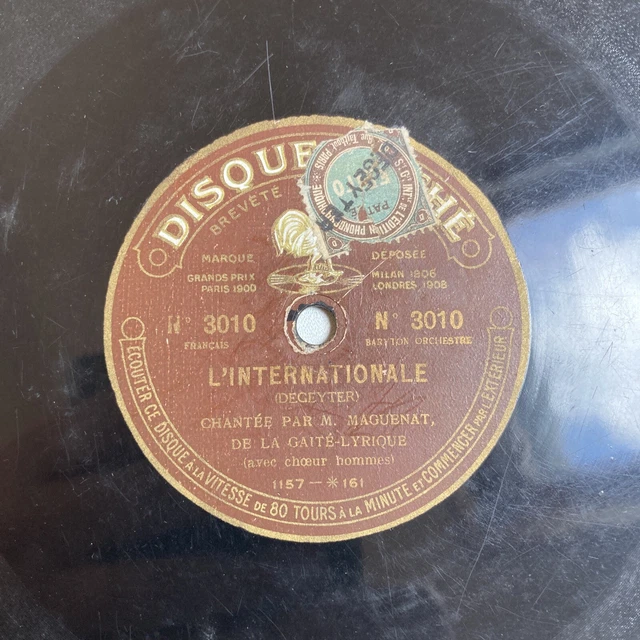 DISQUE
BREVETÉ
MARQUE DÉPOSÉE
GRANDS PRIX MILAN 1806
PARIS 1900 LONDRES 1908
N° 3010 N° 3010
FRANÇAIS BARYTON ORCHESTRE
L'INTERNATIONALE
(DEGEYTER)
CHANTÉE PAR M. MAGUENAT,
DE LA GAITÉ-LYRIQUE
(avec chœur hommes)
1157—✳161
ÉCOUTER CE DISQUE À LA VITESSE DE 80 TOURS À LA MINUTE ET COMMENCER PAR L'EXTÉRIEUR